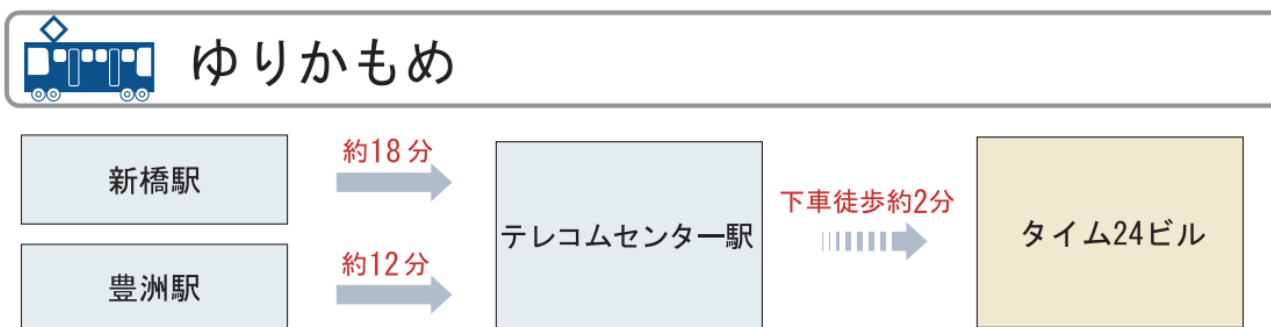 ゆりかもめ
新橋駅
約18分
豊洲駅
約12分
テレコムセンター駅
下車徒歩約2分
タイム24ビル